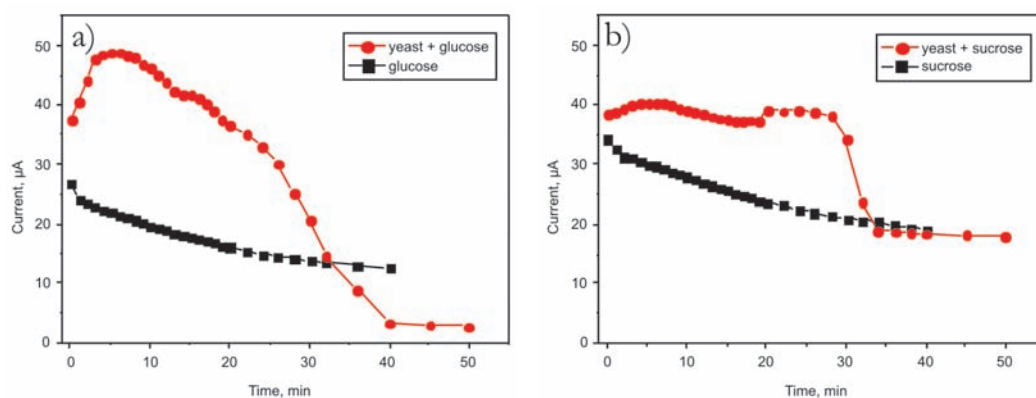 a)
yeast + glucose
glucose
Current, µA
50
40
30
20
10
0
0 10 20 30 40 50
Time, min
b)
yeast + sucrose
sucrose
Current, µA
50
40
30
20
10
0
0 10 20 30 40 50
Time, min